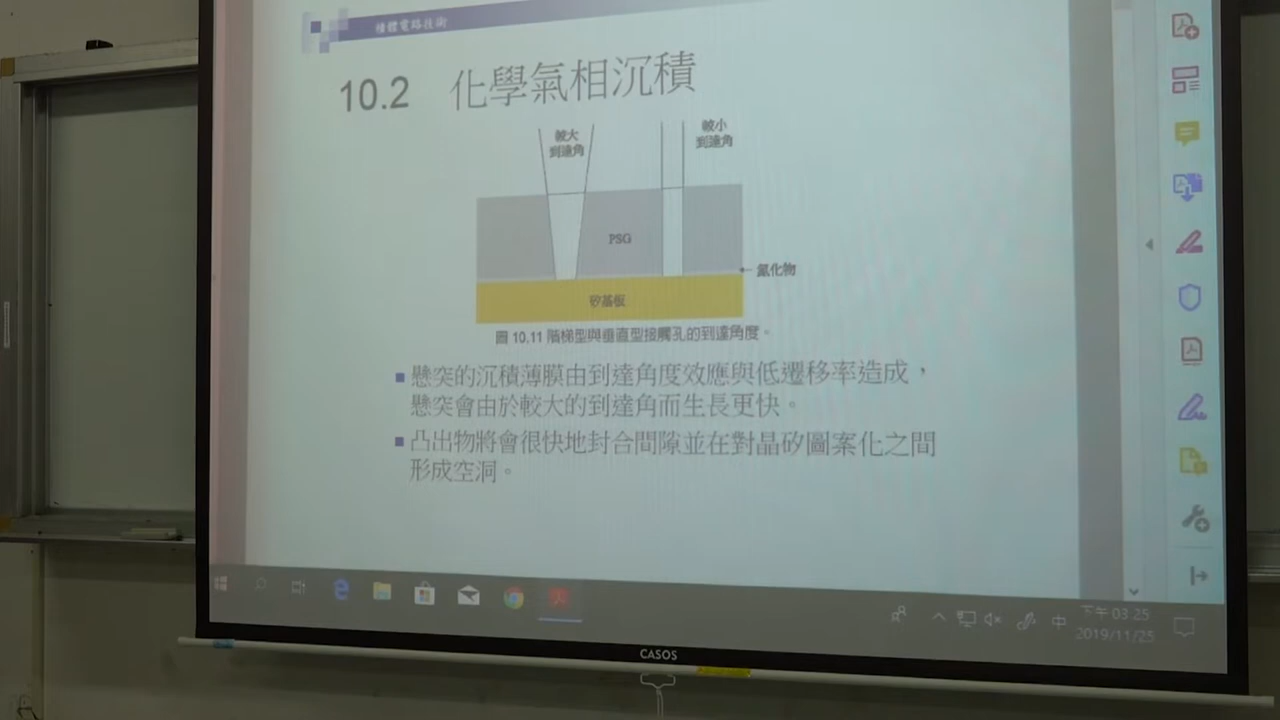 積體電路技術
10.2 化學氣相沉積
較大
到達角
較小
到達角
PSG
氮化物
矽基板
圖 10.11 階梯型與垂直型接觸孔的到達角度。
懸突的沉積薄膜由到達角度效應與低遷移率造成，
懸突會由於較大的到達角而生長更快。
凸出物將會很快地封合間隙並在對晶矽圖案化之間
形成空洞。
中
下午 03:25
2019/11/25
CASOS